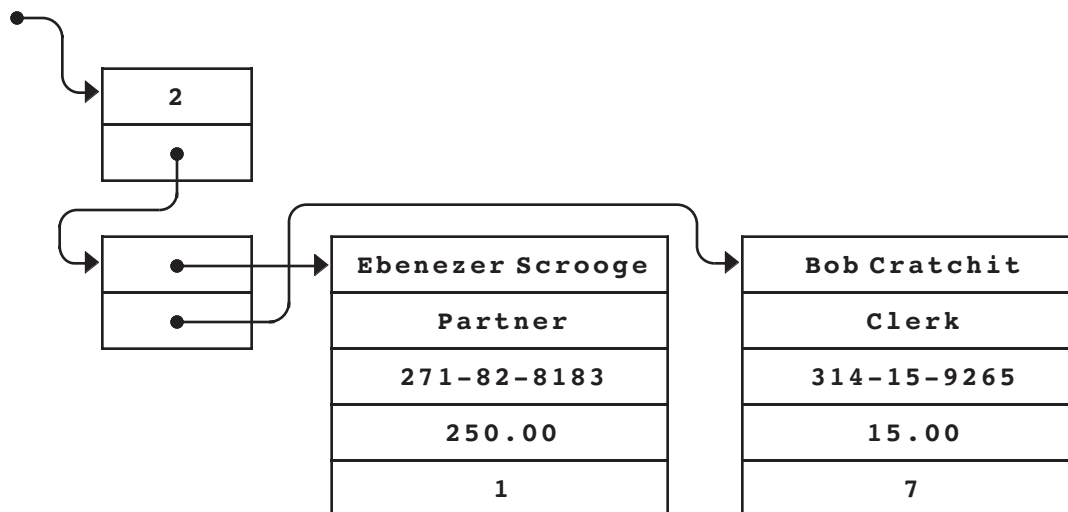 2
Ebenezer Scrooge
Partner
271-82-8183
250.00
1
Bob Cratchit
Clerk
314-15-9265
15.00
7